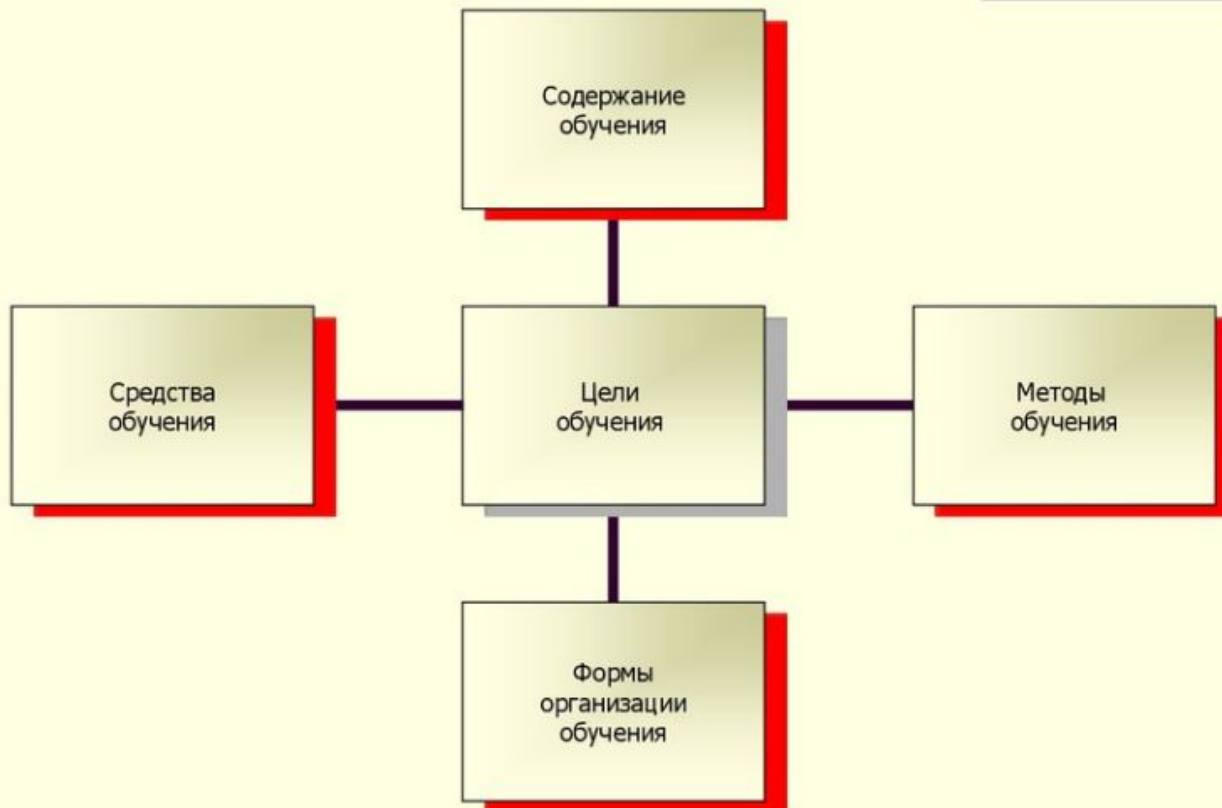 Содержание
обучения
Средства
обучения
Цели
обучения
Методы
обучения
Формы
организации
обучения